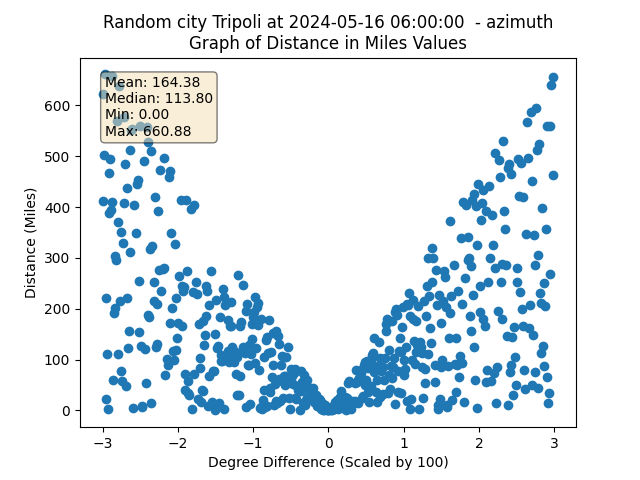 Random city Tripoli at 2024-05-16 06:00:00 - azimuth
Graph of Distance in Miles Values
Mean: 164.38
Median: 113.80
Min: 0.00
Max: 660.88
Distance (Miles)
600
500
400
300
200
100
0
−3
−2
−1
0
1
2
3
Degree Difference (Scaled by 100)